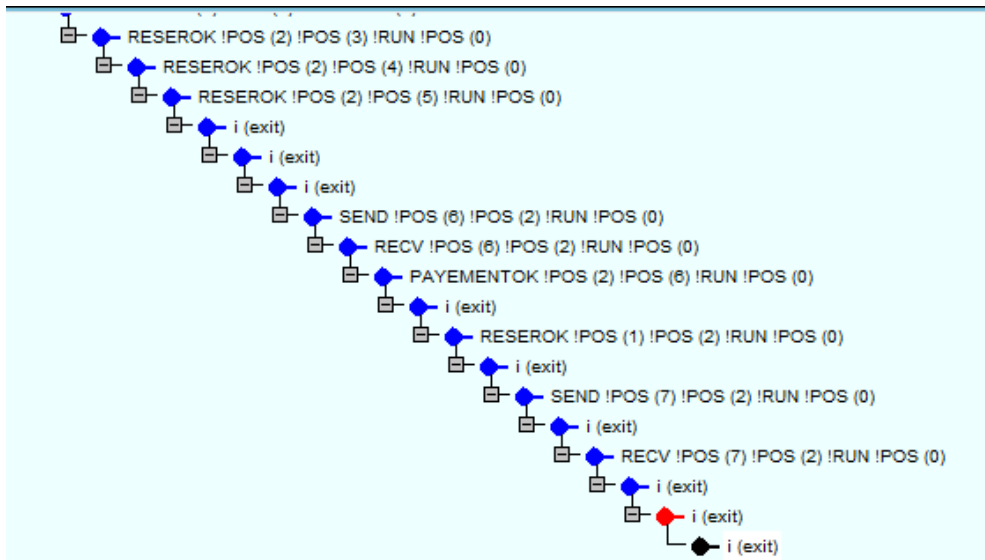 RESEROK !POS (2) !POS (3) !RUN !POS (0)
RESEROK !POS (2) !POS (4) !RUN !POS (0)
RESEROK !POS (2) !POS (5) !RUN !POS (0)
i (exit)
i (exit)
i (exit)
SEND !POS (6) !POS (2) !RUN !POS (0)
RECV !POS (6) !POS (2) !RUN !POS (0)
PAYEMENTOK !POS (2) !POS (6) !RUN !POS (0)
i (exit)
RESEROK !POS (1) !POS (2) !RUN !POS (0)
i (exit)
SEND !POS (7) !POS (2) !RUN !POS (0)
i (exit)
RECV !POS (7) !POS (2) !RUN !POS (0)
i (exit)
i (exit)
i (exit)